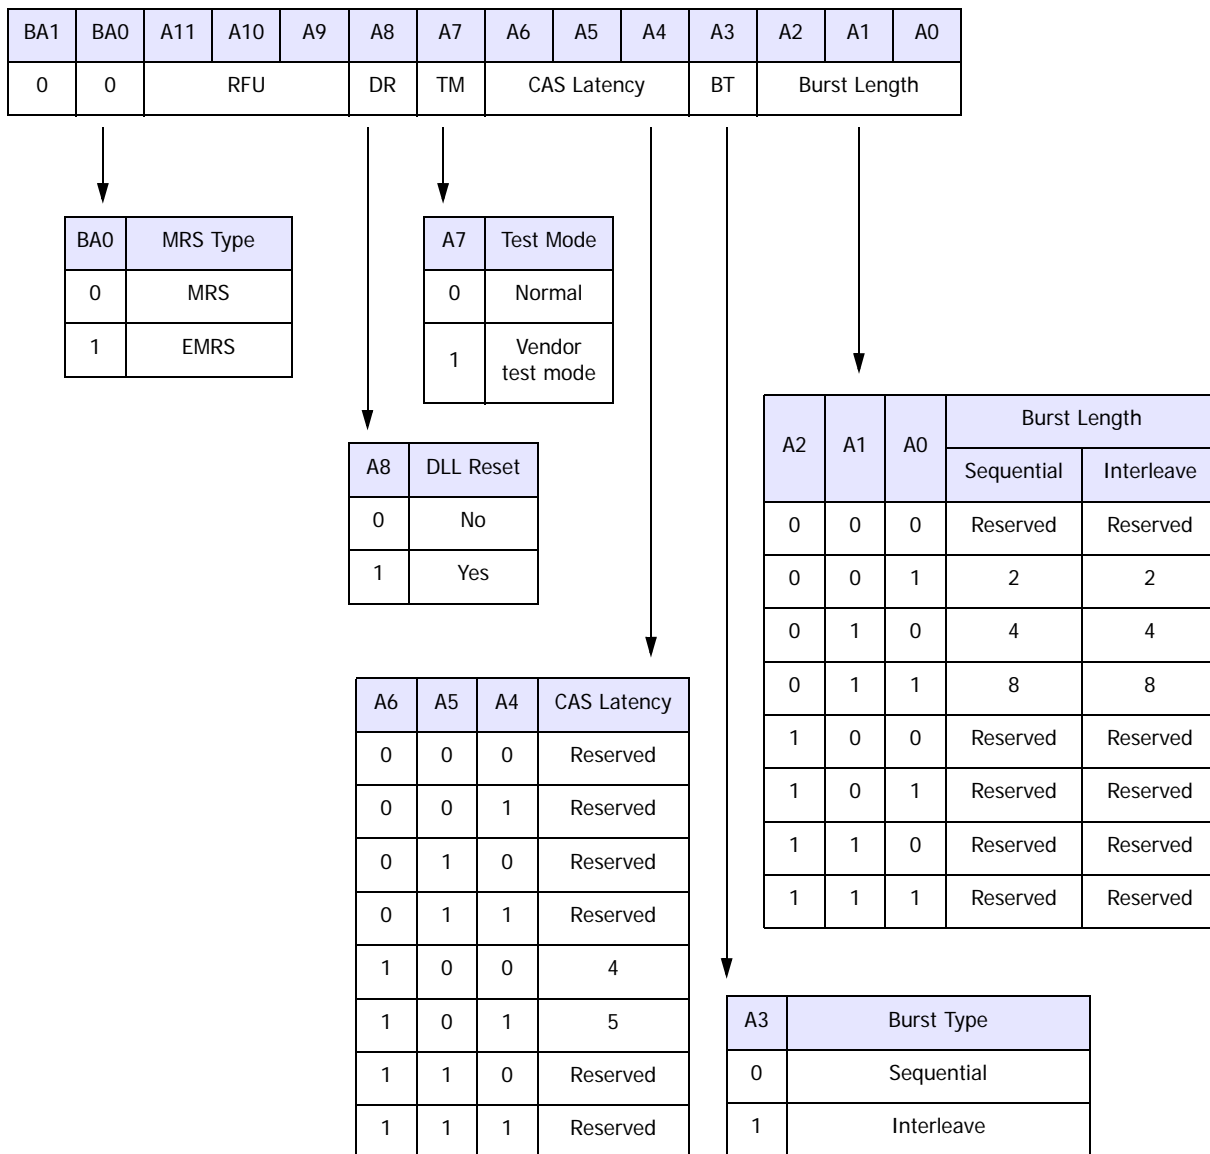 BA1 BA0 A11 A10 A9 A8 A7 A6 A5 A4 A3 A2 A1 A0
0 0 RFU DR TM CAS Latency BT Burst Length
BA0 MRS Type
0 MRS
1 EMRS
A7 Test Mode
0 Normal
1 Vendor
test mode
A8 DLL Reset
0 No
1 Yes
A2 A1 A0 Burst Length
Sequential Interleave
0 0 0 Reserved Reserved
0 0 1 2 2
0 1 0 4 4
0 1 1 8 8
1 0 0 Reserved Reserved
1 0 1 Reserved Reserved
1 1 0 Reserved Reserved
1 1 1 Reserved Reserved
A6 A5 A4 CAS Latency
0 0 0 Reserved
0 0 1 Reserved
0 1 0 Reserved
0 1 1 Reserved
1 0 0 4
1 0 1 5
1 1 0 Reserved
1 1 1 Reserved
A3 Burst Type
0 Sequential
1 Interleave